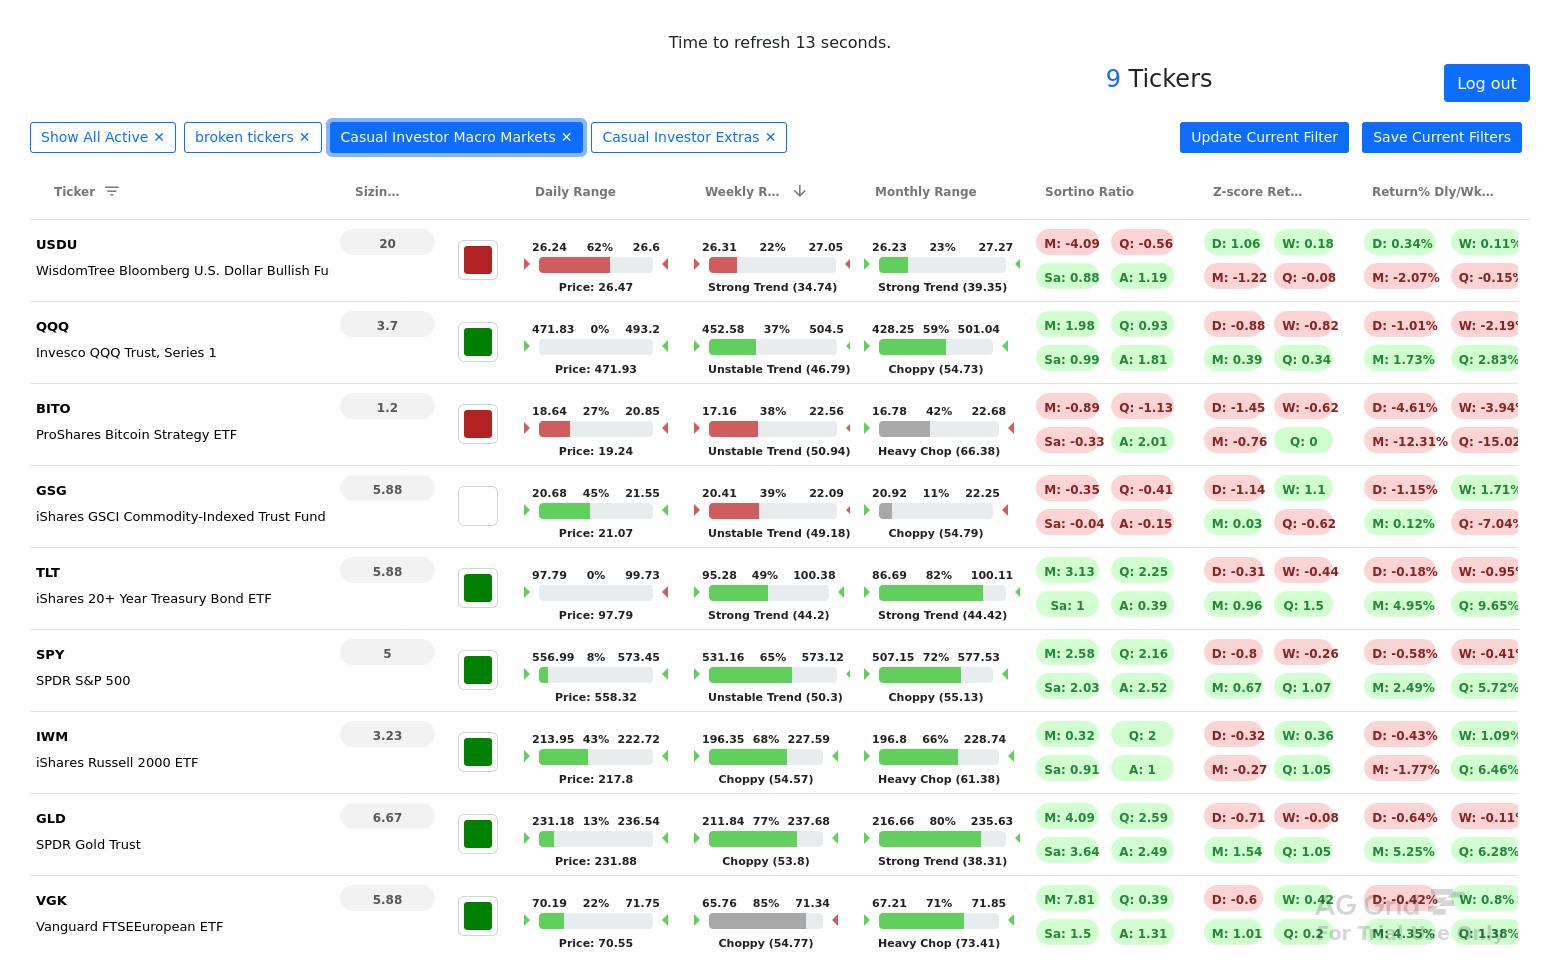 Time to refresh 13 seconds.
9 Tickers
Log out
Show All Active ✕ broken tickers ✕ Casual Investor Macro Markets ✕ Casual Investor Extras ✕ Update Current Filter Save Current Filters
Ticker Sizin... Daily Range Weekly R... Monthly Range Sortino Ratio Z-score Ret... Return% Dly/Wk...
USDU 20 26.24 62% 26.6 26.31 22% 27.05 26.23 23% 27.27 M: -4.09 Q: -0.56 D: 1.06 W: 0.18 D: 0.34% W: 0.11%
WisdomTree Bloomberg U.S. Dollar Bullish Fu Price: 26.47 Strong Trend (34.74) Strong Trend (39.35) Sa: 0.88 A: 1.19 M: -1.22 Q: -0.08 M: -2.07% Q: -0.15%
QQQ 3.7 471.83 0% 493.2 452.58 37% 504.5 428.25 59% 501.04 M: 1.98 Q: 0.93 D: -0.88 W: -0.82 D: -1.01% W: -2.19%
Invesco QQQ Trust, Series 1 Price: 471.93 Unstable Trend (46.79) Choppy (54.73) Sa: 0.99 A: 1.81 M: 0.39 Q: 0.34 M: 1.73% Q: 2.83%
BITO 1.2 18.64 27% 20.85 17.16 38% 22.56 16.78 42% 22.68 M: -0.89 Q: -1.13 D: -1.45 W: -0.62 D: -4.61% W: -3.94%
ProShares Bitcoin Strategy ETF Price: 19.24 Unstable Trend (50.94) Heavy Chop (66.38) Sa: -0.33 A: 2.01 M: -0.76 Q: 0 M: -12.31% Q: -15.02
GSG 5.88 20.68 45% 21.55 20.41 39% 22.09 20.92 11% 22.25 M: -0.35 Q: -0.41 D: -1.14 W: 1.1 D: -1.15% W: 1.71%
iShares GSCI Commodity-Indexed Trust Fund Price: 21.07 Unstable Trend (49.18) Choppy (54.79) Sa: -0.04 A: -0.15 M: 0.03 Q: -0.62 M: 0.12% Q: -7.04%
TLT 5.88 97.79 0% 99.73 95.28 49% 100.38 86.69 82% 100.11 M: 3.13 Q: 2.25 D: -0.31 W: -0.44 D: -0.18% W: -0.95%
iShares 20+ Year Treasury Bond ETF Price: 97.79 Strong Trend (44.2) Strong Trend (44.42) Sa: 1 A: 0.39 M: 0.96 Q: 1.5 M: 4.95% Q: 9.65%
SPY 5 556.99 8% 573.45 531.16 65% 573.12 507.15 72% 577.53 M: 2.58 Q: 2.16 D: -0.8 W: -0.26 D: -0.58% W: -0.41%
SPDR S&P 500 Price: 558.32 Unstable Trend (50.3) Choppy (55.13) Sa: 2.03 A: 2.52 M: 0.67 Q: 1.07 M: 2.49% Q: 5.72%
IWM 3.23 213.95 43% 222.72 196.35 68% 227.59 196.8 66% 228.74 M: 0.32 Q: 2 D: -0.32 W: 0.36 D: -0.43% W: 1.09%
iShares Russell 2000 ETF Price: 217.8 Choppy (54.57) Heavy Chop (61.38) Sa: 0.91 A: 1 M: -0.27 Q: 1.05 M: -1.77% Q: 6.46%
GLD 6.67 231.18 13% 236.54 211.84 77% 237.68 216.66 80% 235.63 M: 4.09 Q: 2.59 D: -0.71 W: -0.08 D: -0.64% W: -0.11%
SPDR Gold Trust Price: 231.88 Choppy (53.8) Strong Trend (38.31) Sa: 3.64 A: 2.49 M: 1.54 Q: 1.05 M: 5.25% Q: 6.28%
VGK 5.88 70.19 22% 71.75 65.76 85% 71.34 67.21 71% 71.85 M: 7.81 Q: 0.39 D: -0.6 W: 0.42 D: -0.42% W: 0.8%
Vanguard FTSEEuropean ETF Price: 70.55 Choppy (54.77) Heavy Chop (73.41) Sa: 1.5 A: 1.31 M: 1.01 Q: 0.2 M: 4.35% Q: 1.38%
AG Grid
For Trial Use Only